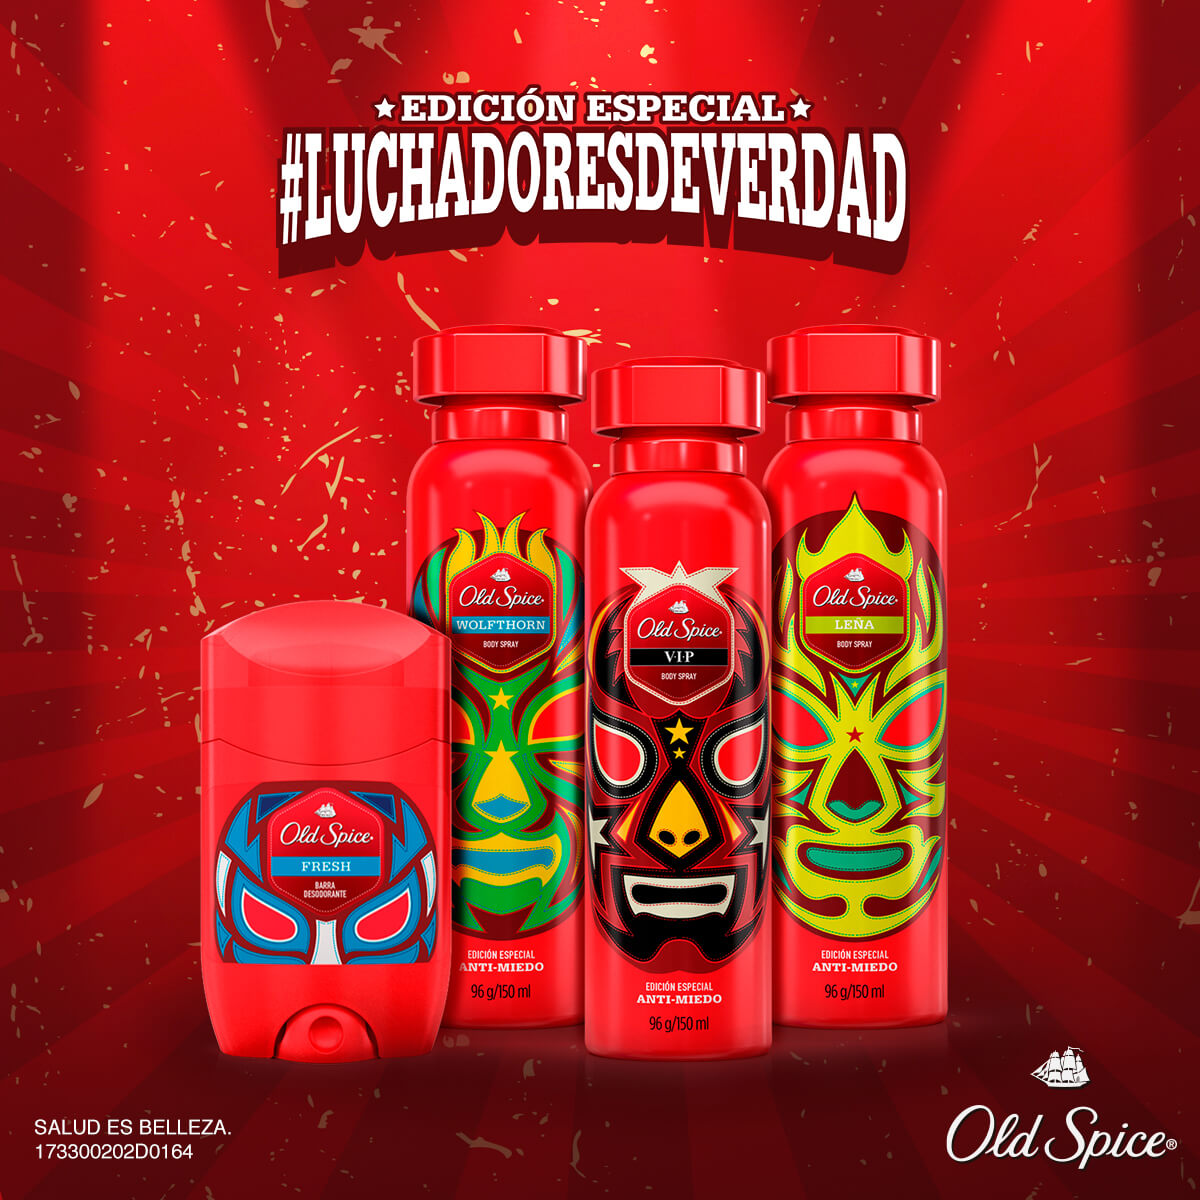 EDICIÓN ESPECIAL
#LUCHADORESDEVERDAD
Old Spice
WOLFTHORN
BODY SPRAY
EDICIÓN ESPECIAL
ANTI-MIEDO
96 g/150 ml
Old Spice
V·I·P
BODY SPRAY
EDICIÓN ESPECIAL
ANTI-MIEDO
96 g/150 ml
Old Spice
LEÑA
BODY SPRAY
EDICIÓN ESPECIAL
ANTI-MIEDO
96 g/150 ml
Old Spice
FRESH
BARRA
DESODORANTE
SALUD ES BELLEZA.
173300202D0164
Old Spice®